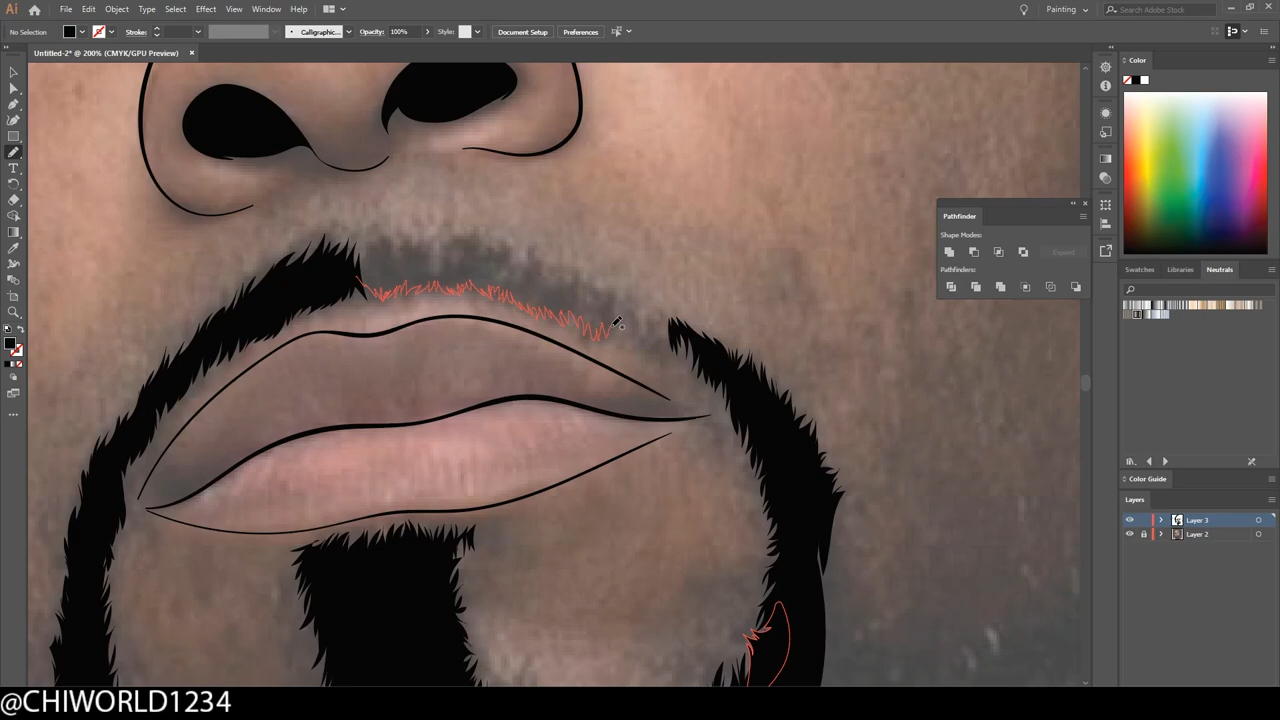 Ai File Edit Object Type Select Effect View Window Help Painting Search Adobe Stock
No Selection Stroke: Calligraphic... Opacity: 100% Style: Document Setup Preferences
Untitled-2* @ 200% (CMYK/GPU Preview)
Color
Pathfinder
Shape Modes:
Expand
Pathfinders:
Swatches Libraries Neutrals
Color Guide
Layers
Layer 3
Layer 2
@CHIWORLD1234